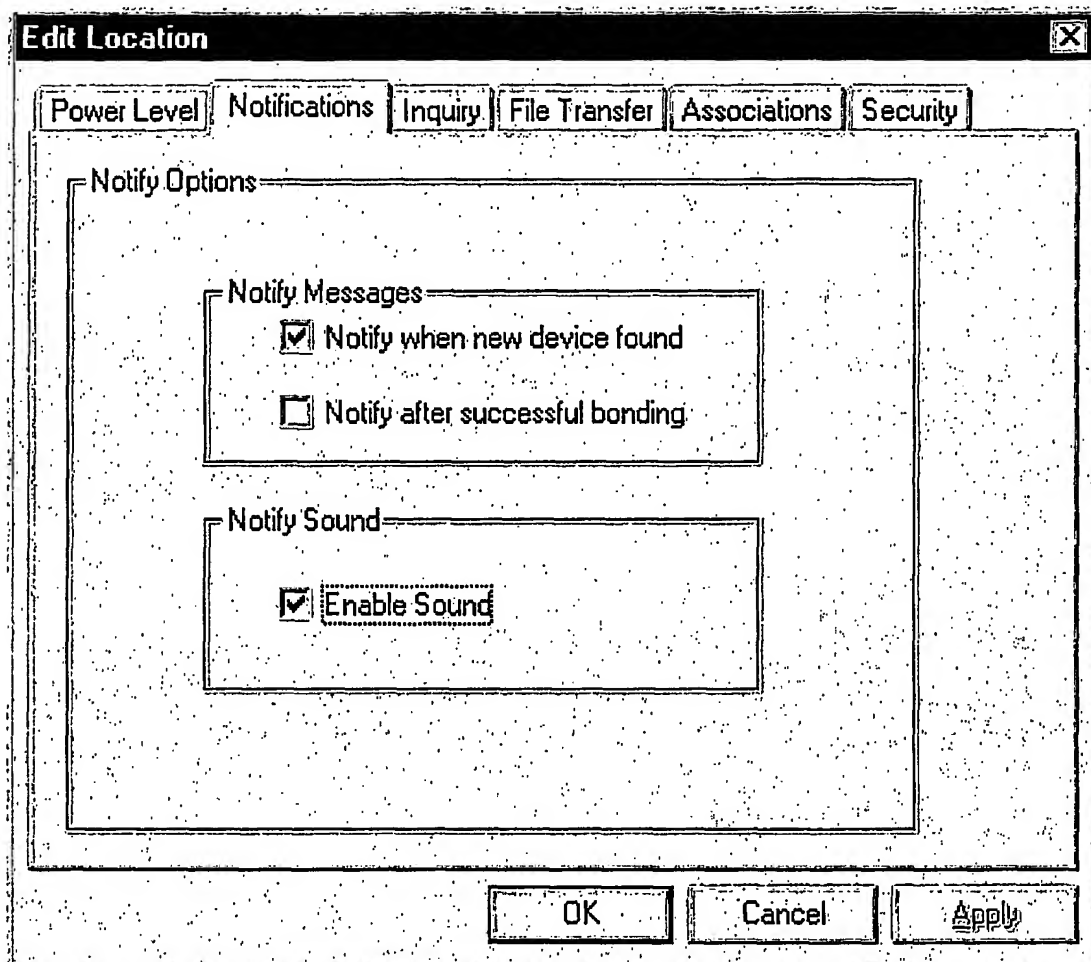 Edit Location
Power Level Notifications Inquiry File Transfer Associations Security
Notify Options
Notify Messages
Notify when new device found
Notify after successful bonding
Notify Sound
Enable Sound
OK Cancel Apply